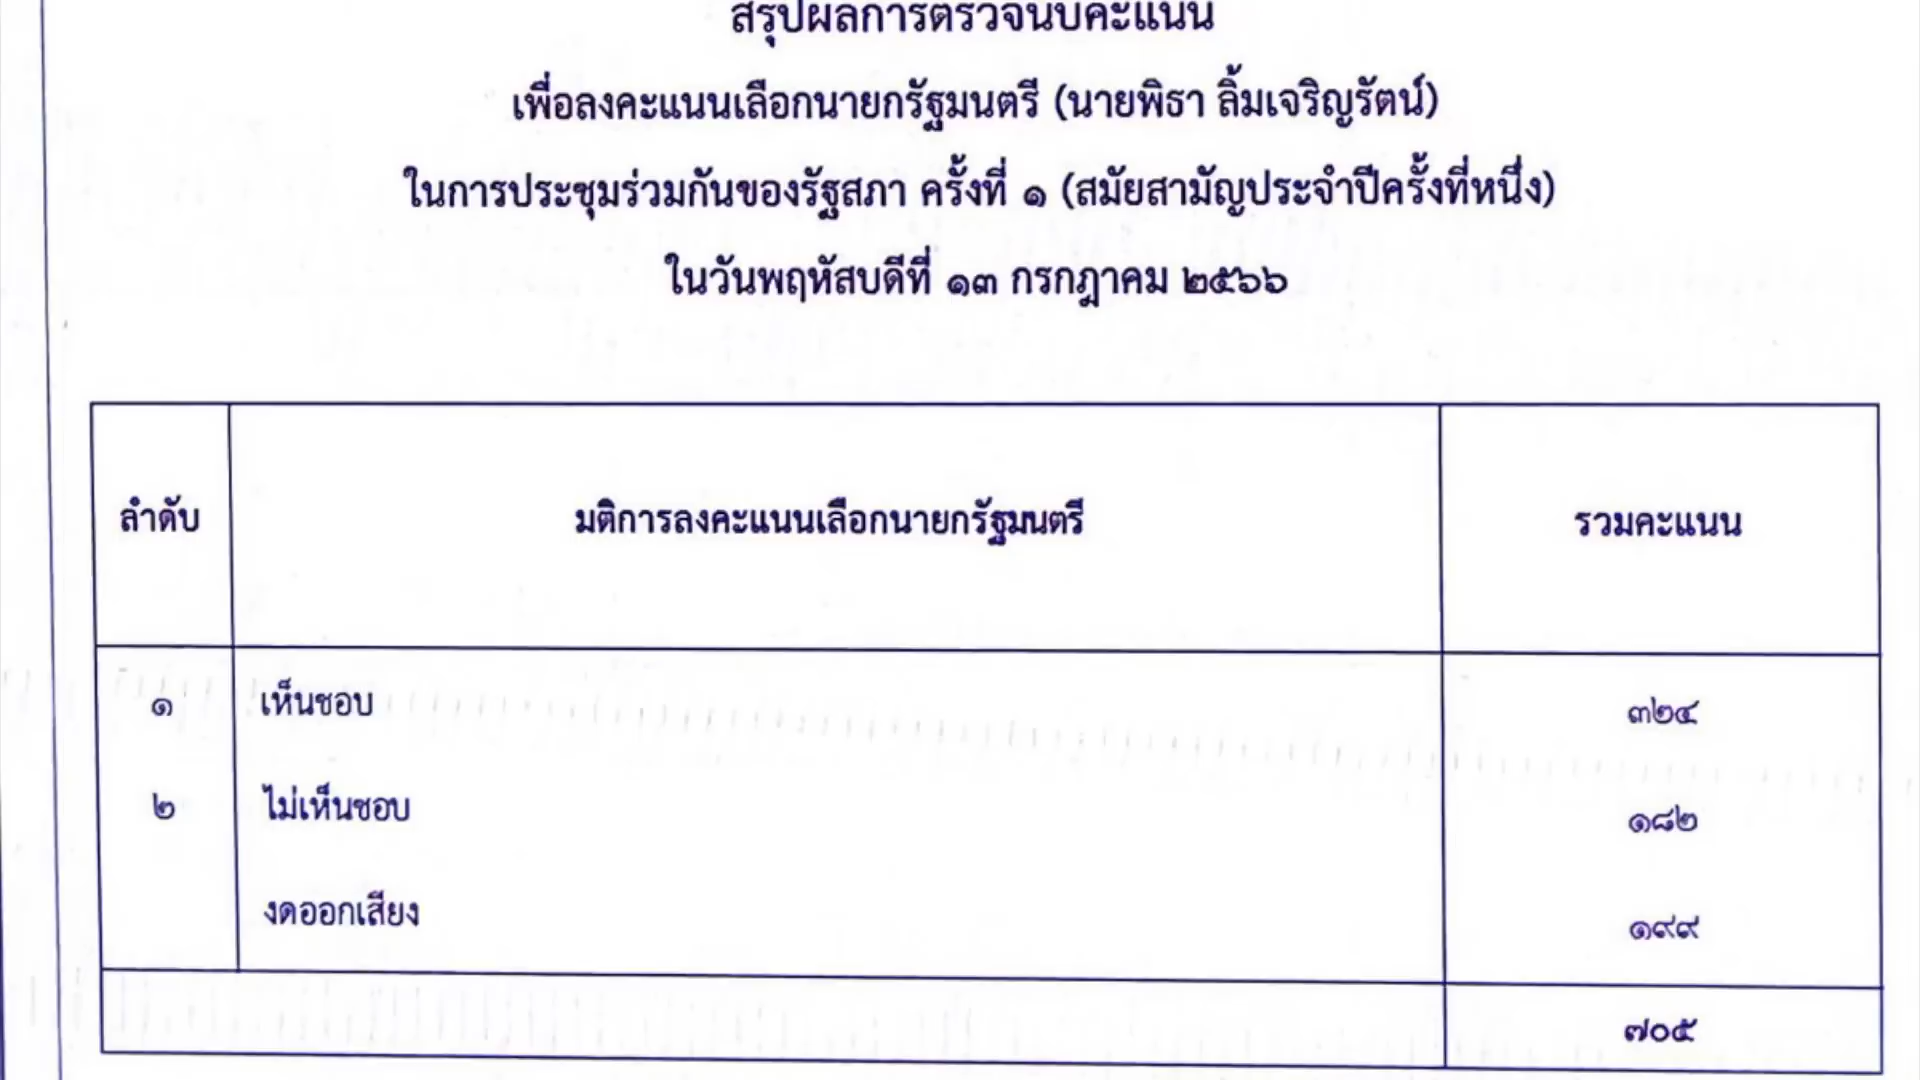 สรุปผลการตรวจนับคะแนน
เพื่อลงคะแนนเลือกนายกรัฐมนตรี (นายพิธา ลิ้มเจริญรัตน์)
ในการประชุมร่วมกันของรัฐสภา ครั้งที่ ๑ (สมัยสามัญประจำปีครั้งที่หนึ่ง)
ในวันพฤหัสบดีที่ ๑๓ กรกฎาคม ๒๕๖๖
ลำดับ มติการลงคะแนนเลือกนายกรัฐมนตรี รวมคะแนน
๑ เห็นชอบ ๓๒๔
๒ ไม่เห็นชอบ ๑๘๒
งดออกเสียง ๑๙๙
๗๐๕